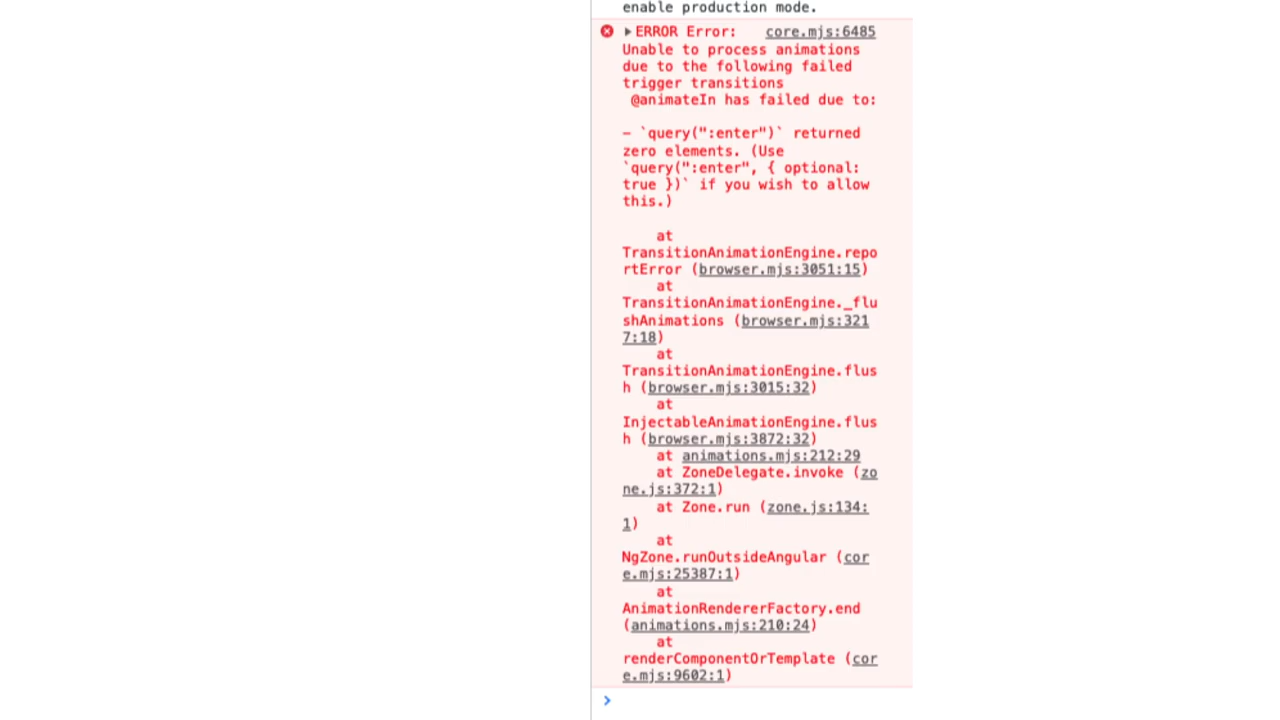 enable production mode.
ERROR Error: core.mjs:6485
Unable to process animations
due to the following failed
trigger transitions
@animateIn has failed due to:
– `query(":enter")` returned
zero elements. (Use
`query(":enter", { optional:
true })` if you wish to allow
this.)
at
TransitionAnimationEngine.repo
rtError (browser.mjs:3051:15)
at
TransitionAnimationEngine._flu
shAnimations (browser.mjs:321
7:18)
at
TransitionAnimationEngine.flus
h (browser.mjs:3015:32)
at
InjectableAnimationEngine.flus
h (browser.mjs:3872:32)
at animations.mjs:212:29
at ZoneDelegate.invoke (zo
ne.js:372:1)
at Zone.run (zone.js:134:
1)
at
NgZone.runOutsideAngular (cor
e.mjs:25387:1)
at
AnimationRendererFactory.end
(animations.mjs:210:24)
at
renderComponentOrTemplate (cor
e.mjs:9602:1)